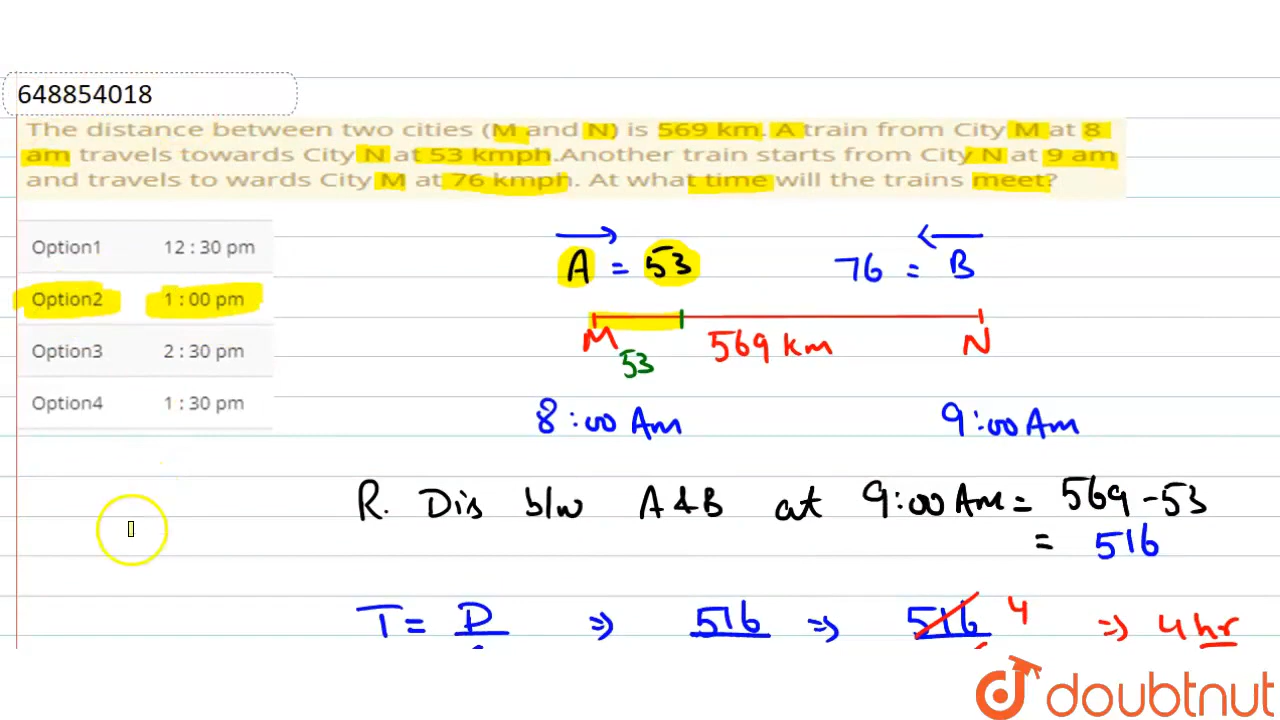 648854018
The distance between two cities (M and N) is 569 km. A train from City M at 8
am travels towards City N at 53 kmph.Another train starts from City N at 9 am
and travels to wards City M at 76 kmph. At what time will the trains meet?
Option1 12 : 30 pm
Option2 1 : 00 pm
Option3 2 : 30 pm
Option4 1 : 30 pm
A = 53 76 = B
M 569 km N
53
8:00 Am 9:00 Am
R. Dis b/w A & B at 9:00 Am = 569 - 53
= 516
T = D ⇒ 516 ⇒ 516 4 ⇒ 4 hr
doubtnut